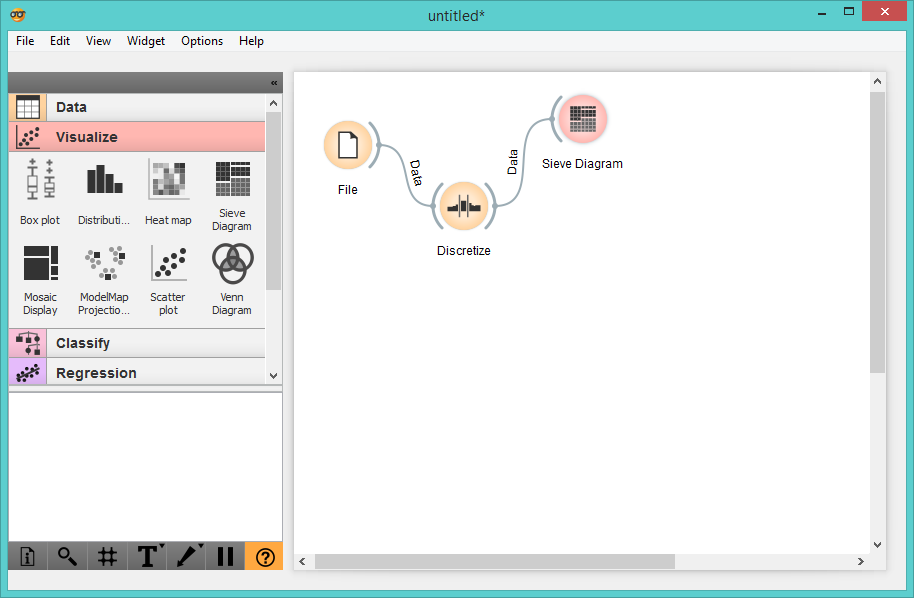 untitled*
File Edit View Widget Options Help
«
Data
Visualize
Box plot
Distributi...
Heat map
Sieve
Diagram
Mosaic
Display
ModelMap
Projectio...
Scatter
plot
Venn
Diagram
Classify
Regression
File
Data
Discretize
Data
Sieve Diagram
T
?